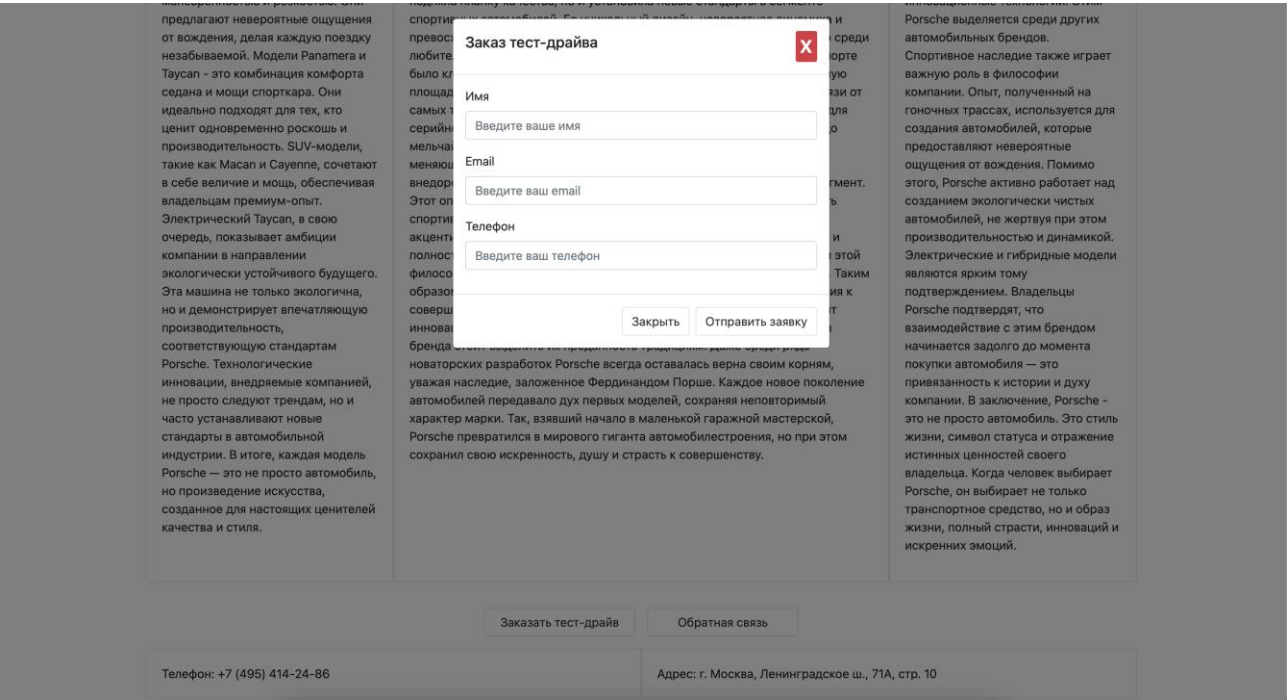 предлагают невероятные ощущения
от вождения, делая каждую поездку
незабываемой. Модели Panamera и
Taycan - это комбинация комфорта
седана и мощи спорткара. Они
идеально подходят для тех, кто
ценит одновременно роскошь и
производительность. SUV-модели,
такие как Macan и Cayenne, сочетают
в себе величие и мощь, обеспечивая
владельцам премиум-опыт.
Электрический Taycan, в свою
очередь, показывает амбиции
компании в направлении
экологически устойчивого будущего.
Эта машина не только экологична,
но и демонстрирует впечатляющую
производительность,
соответствующую стандартам
Porsche. Технологические
инновации, внедряемые компанией,
не просто следуют трендам, но и
часто устанавливают новые
стандарты в автомобильной
индустрии. В итоге, каждая модель
Porsche — это не просто автомобиль,
но произведение искусства,
созданное для настоящих ценителей
качества и стиля.
Заказ тест-драйва
X
Имя
Введите ваше имя
Email
Введите ваш email
Телефон
Введите ваш телефон
Закрыть
Отправить заявку
новаторских разработок Porsche всегда оставалась верна своим корням,
уважая наследие, заложенное Фердинандом Порше. Каждое новое поколение
автомобилей передавало дух первых моделей, сохраняя неповторимый
характер марки. Так, взявший начало в маленькой гаражной мастерской,
Porsche превратился в мирового гиганта автомобилестроения, но при этом
сохранил свою искренность, душу и страсть к совершенству.
Porsche выделяется среди других
автомобильных брендов.
Спортивное наследие также играет
важную роль в философии
компании. Опыт, полученный на
гоночных трассах, используется для
создания автомобилей, которые
предоставляют невероятные
ощущения от вождения. Помимо
этого, Porsche активно работает над
созданием экологически чистых
автомобилей, не жертвуя при этом
производительностью и динамикой.
Электрические и гибридные модели
являются ярким тому
подтверждением. Владельцы
Porsche подтвердят, что
взаимодействие с этим брендом
начинается задолго до момента
покупки автомобиля — это
привязанность к истории и духу
компании. В заключение, Porsche -
это не просто автомобиль. Это стиль
жизни, символ статуса и отражение
истинных ценностей своего
владельца. Когда человек выбирает
Porsche, он выбирает не только
транспортное средство, но и образ
жизни, полный страсти, инноваций и
искренних эмоций.
Заказать тест-драйв
Обратная связь
Телефон: +7 (495) 414-24-86
Адрес: г. Москва, Ленинградское ш., 71А, стр. 10